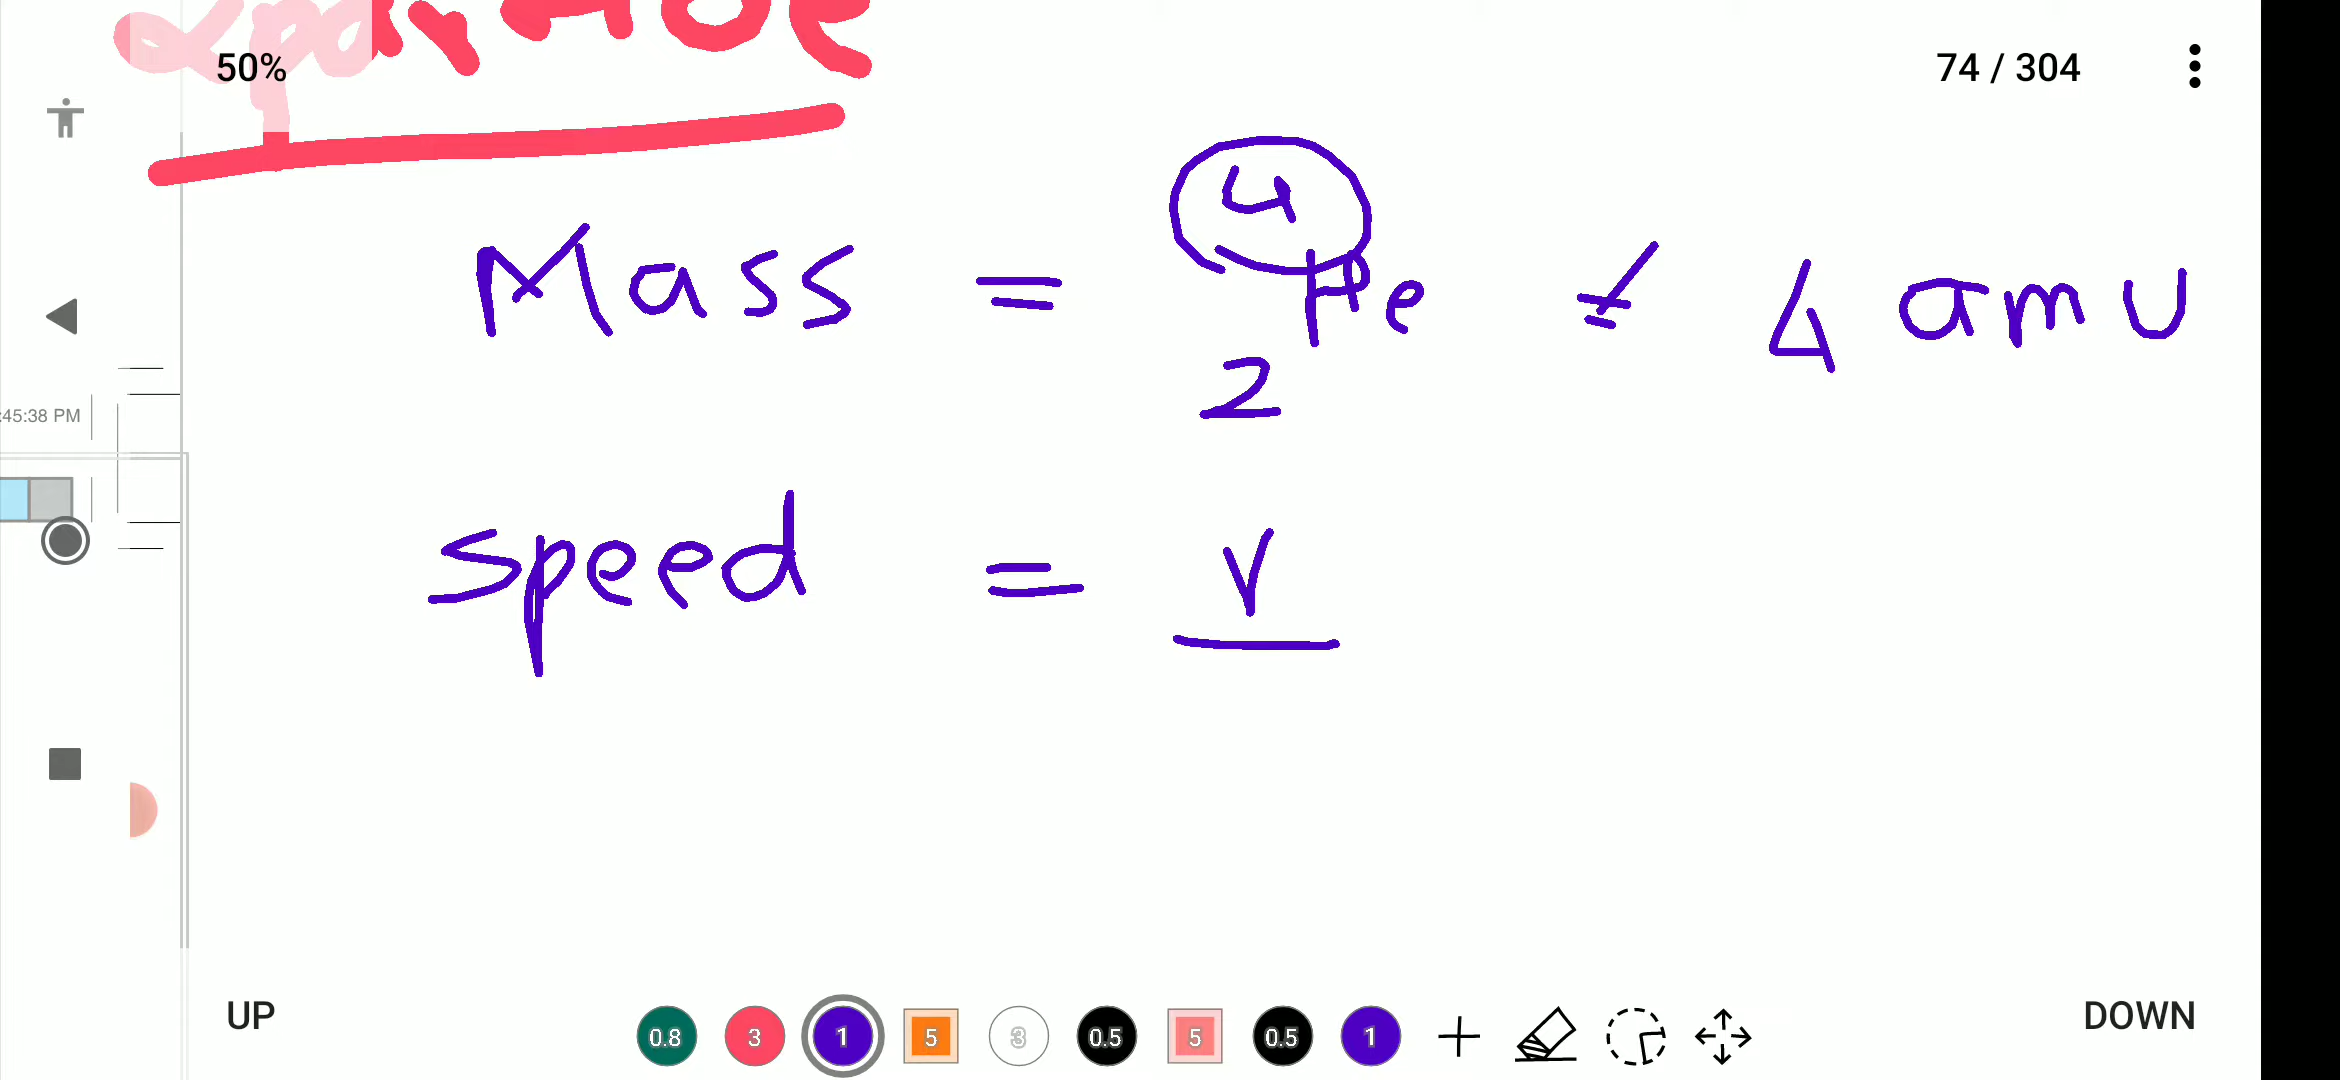 50%
74 / 304
Mass = 4 2 He = 4 amu
:45:38 PM
Speed = v
UP
0.8 3 1 5 3 0.5 5 0.5 1
DOWN